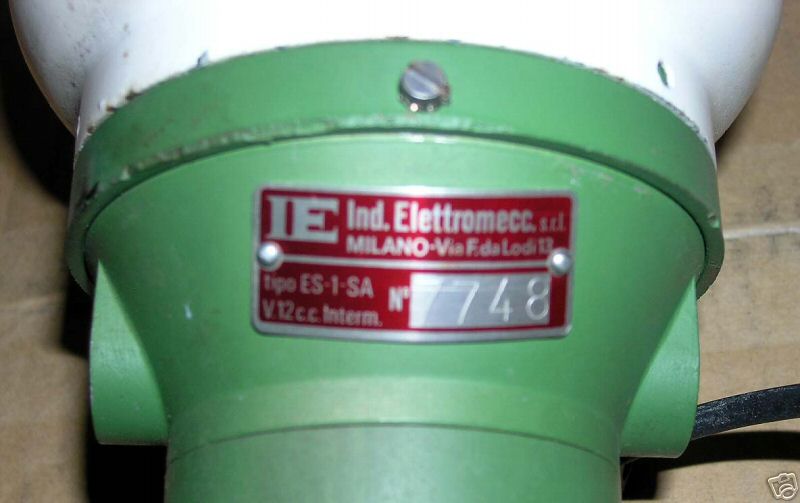 IE Ind. Elettromecc. s.r.l.
MILANO-Via F. da Lodi 13
tipo ES-1-SA
V.12 c.c. Interm.
N° 7748